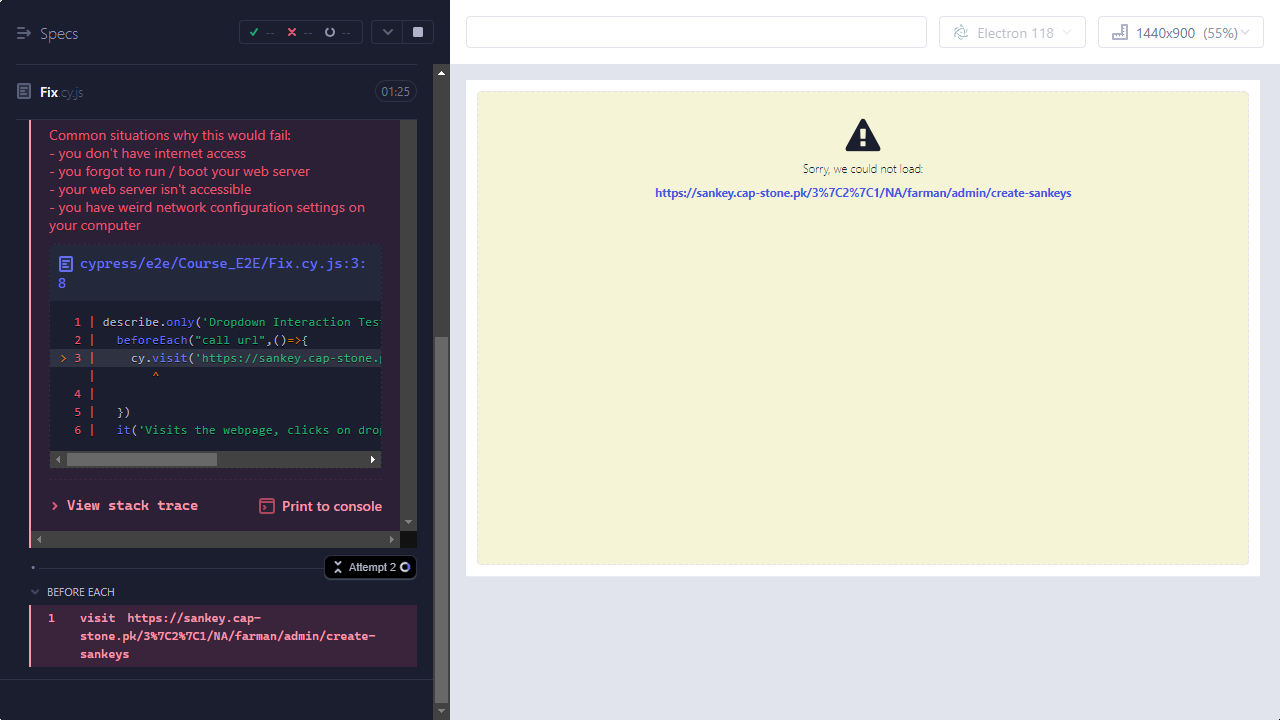 Specs
-- -- --
Electron 118
1440x900 (55%)
Fix.cy.js
01:25
Common situations why this would fail:
- you don't have internet access
- you forgot to run / boot your web server
- your web server isn't accessible
- you have weird network configuration settings on
your computer
cypress/e2e/Course_E2E/Fix.cy.js:3:
8
1 | describe.only('Dropdown Interaction Tes
2 | beforeEach("call url",()=>{
> 3 | cy.visit('https://sankey.cap-stone.p
| ^
4 |
5 | })
6 | it('Visits the webpage, clicks on dro
View stack trace
Print to console
Attempt 2
BEFORE EACH
1 visit https://sankey.cap-
stone.pk/3%7C2%7C1/NA/farman/admin/create-
sankeys
Sorry, we could not load:
https://sankey.cap-stone.pk/3%7C2%7C1/NA/farman/admin/create-sankeys